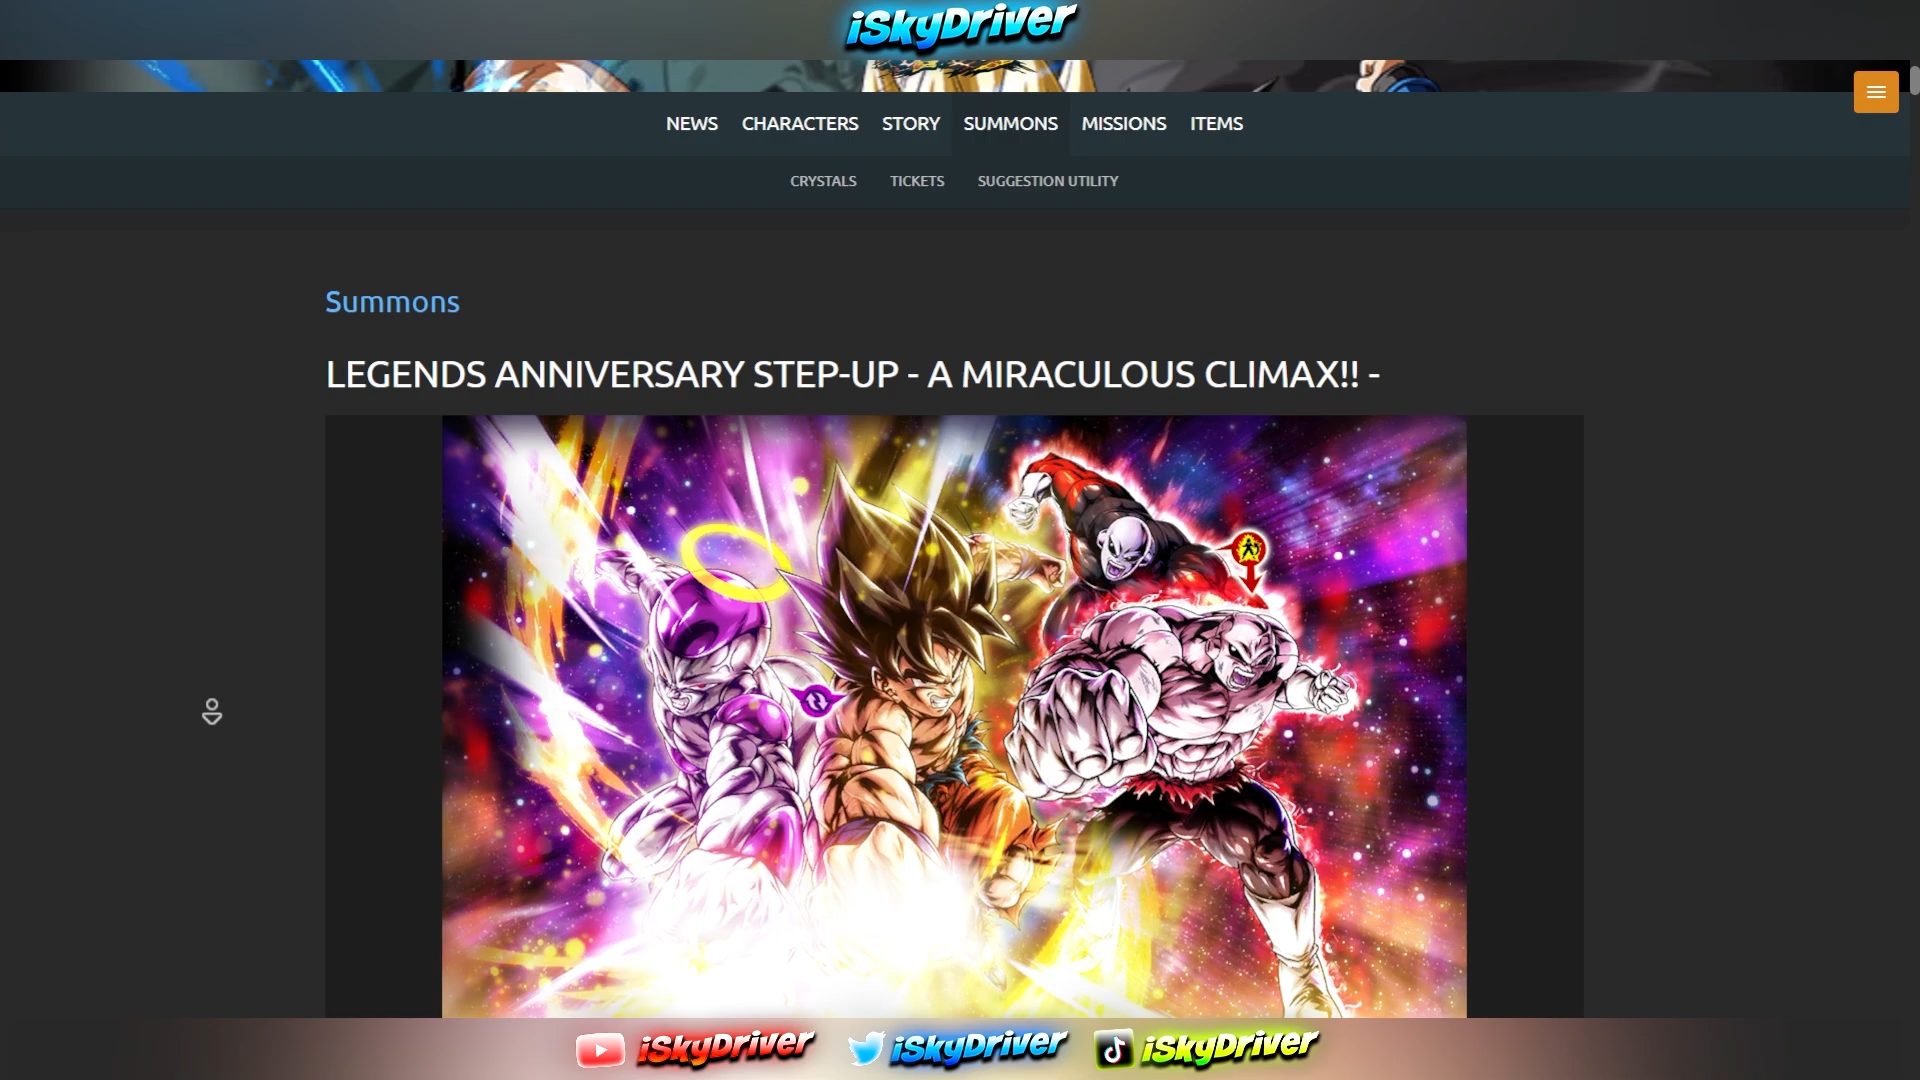 iSkyDriver
NEWS CHARACTERS STORY SUMMONS MISSIONS ITEMS
CRYSTALS TICKETS SUGGESTION UTILITY
Summons
LEGENDS ANNIVERSARY STEP-UP - A MIRACULOUS CLIMAX!! -
iSkyDriver iSkyDriver iSkyDriver